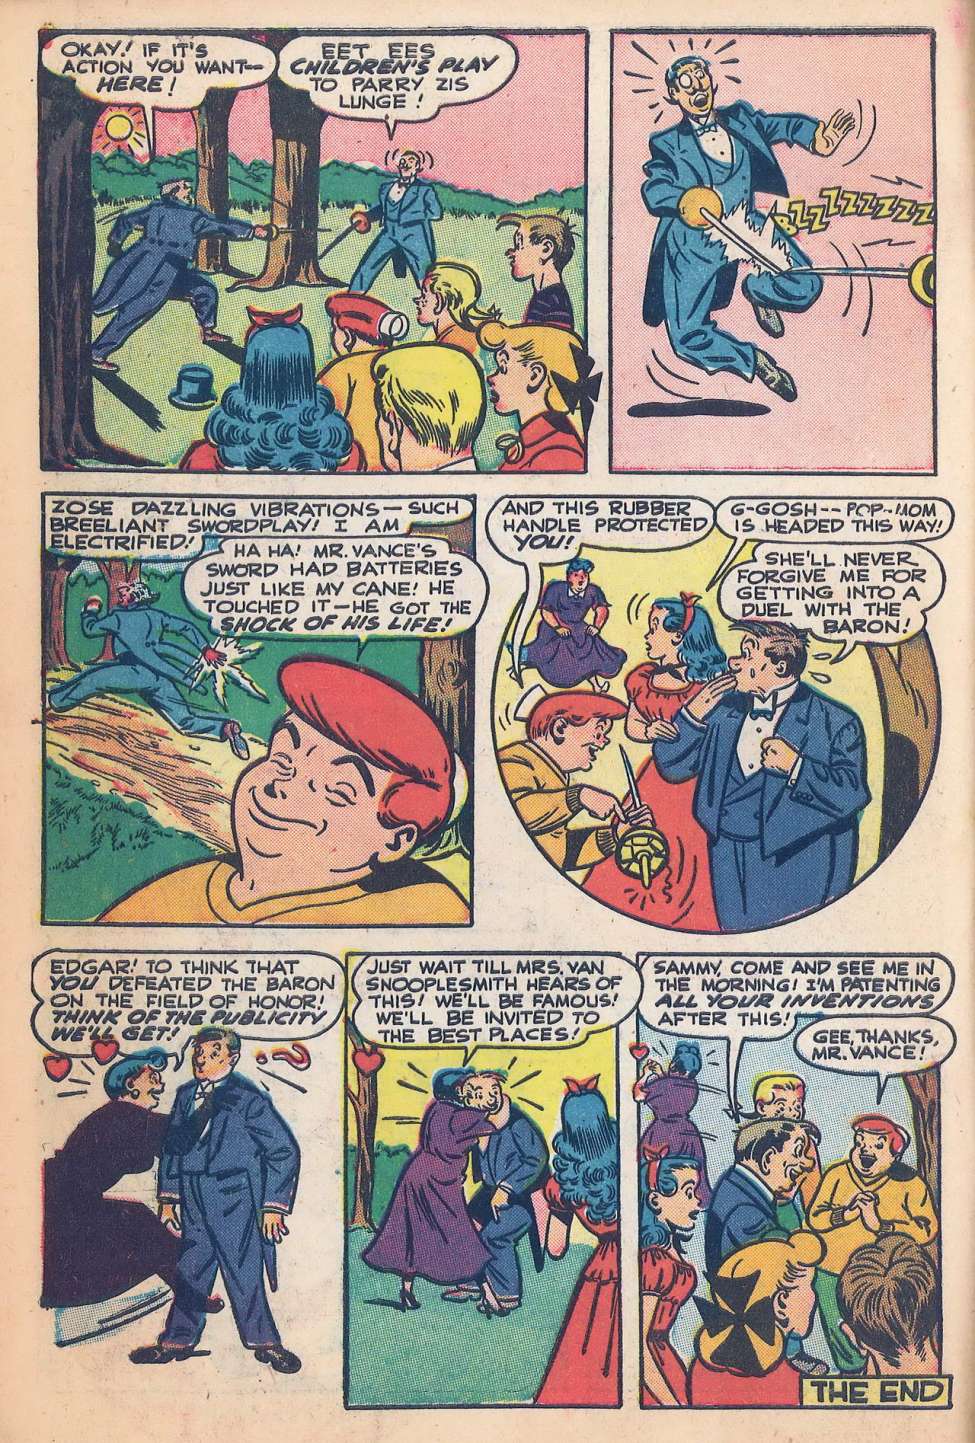 OKAY! IF IT'S
ACTION YOU WANT--
HERE!
EET EES
CHILDREN'S PLAY
TO PARRY ZIS
LUNGE!
BZZZZZZZZ
ZOSE DAZZLING VIBRATIONS - SUCH
BREELIANT SWORDPLAY! I AM
ELECTRIFIED!
HA HA! MR. VANCE'S
SWORD HAD BATTERIES
JUST LIKE MY CANE! HE
TOUCHED IT-HE GOT THE
SHOCK OF HIS LIFE!
AND THIS RUBBER
HANDLE PROTECTED
YOU!
G-GOSH-- POP-MOM
IS HEADED THIS WAY!
SHE'LL NEVER
FORGIVE ME FOR
GETTING INTO A
DUEL WITH THE
BARON!
EDGAR! TO THINK THAT
YOU DEFEATED THE BARON
ON THE FIELD OF HONOR!
THINK OF THE PUBLICITY
WE'LL GET!
!?
JUST WAIT TILL MRS. VAN
SNOOPLESMITH HEARS OF
THIS! WE'LL BE FAMOUS!
WE'LL BE INVITED TO
THE BEST PLACES!
SAMMY, COME AND SEE ME IN
THE MORNING! I'M PATENTING
ALL YOUR INVENTIONS
AFTER THIS!
GEE, THANKS,
MR. VANCE!
THE END